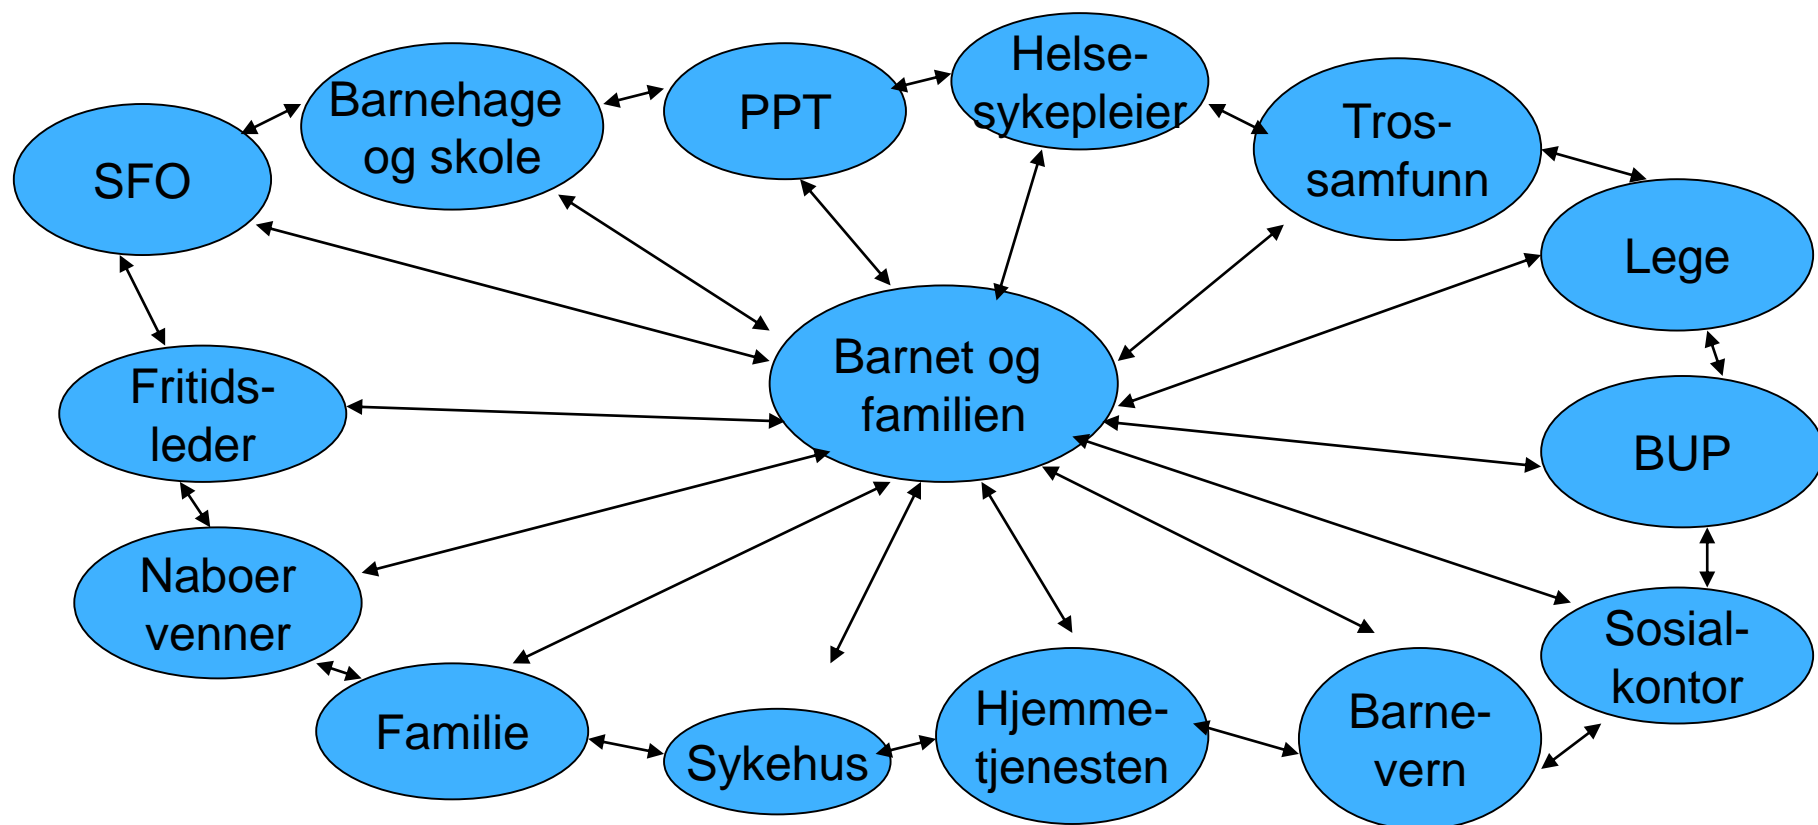 SFO
Barnehage
og skole
PPT
Helse-
sykepleier
Tros-
samfunn
Lege
Barnet og
familien
Fritids-
leder
BUP
Naboer
venner
Sosial-
kontor
Familie
Sykehus
Hjemme-
tjenesten
Barne-
vern